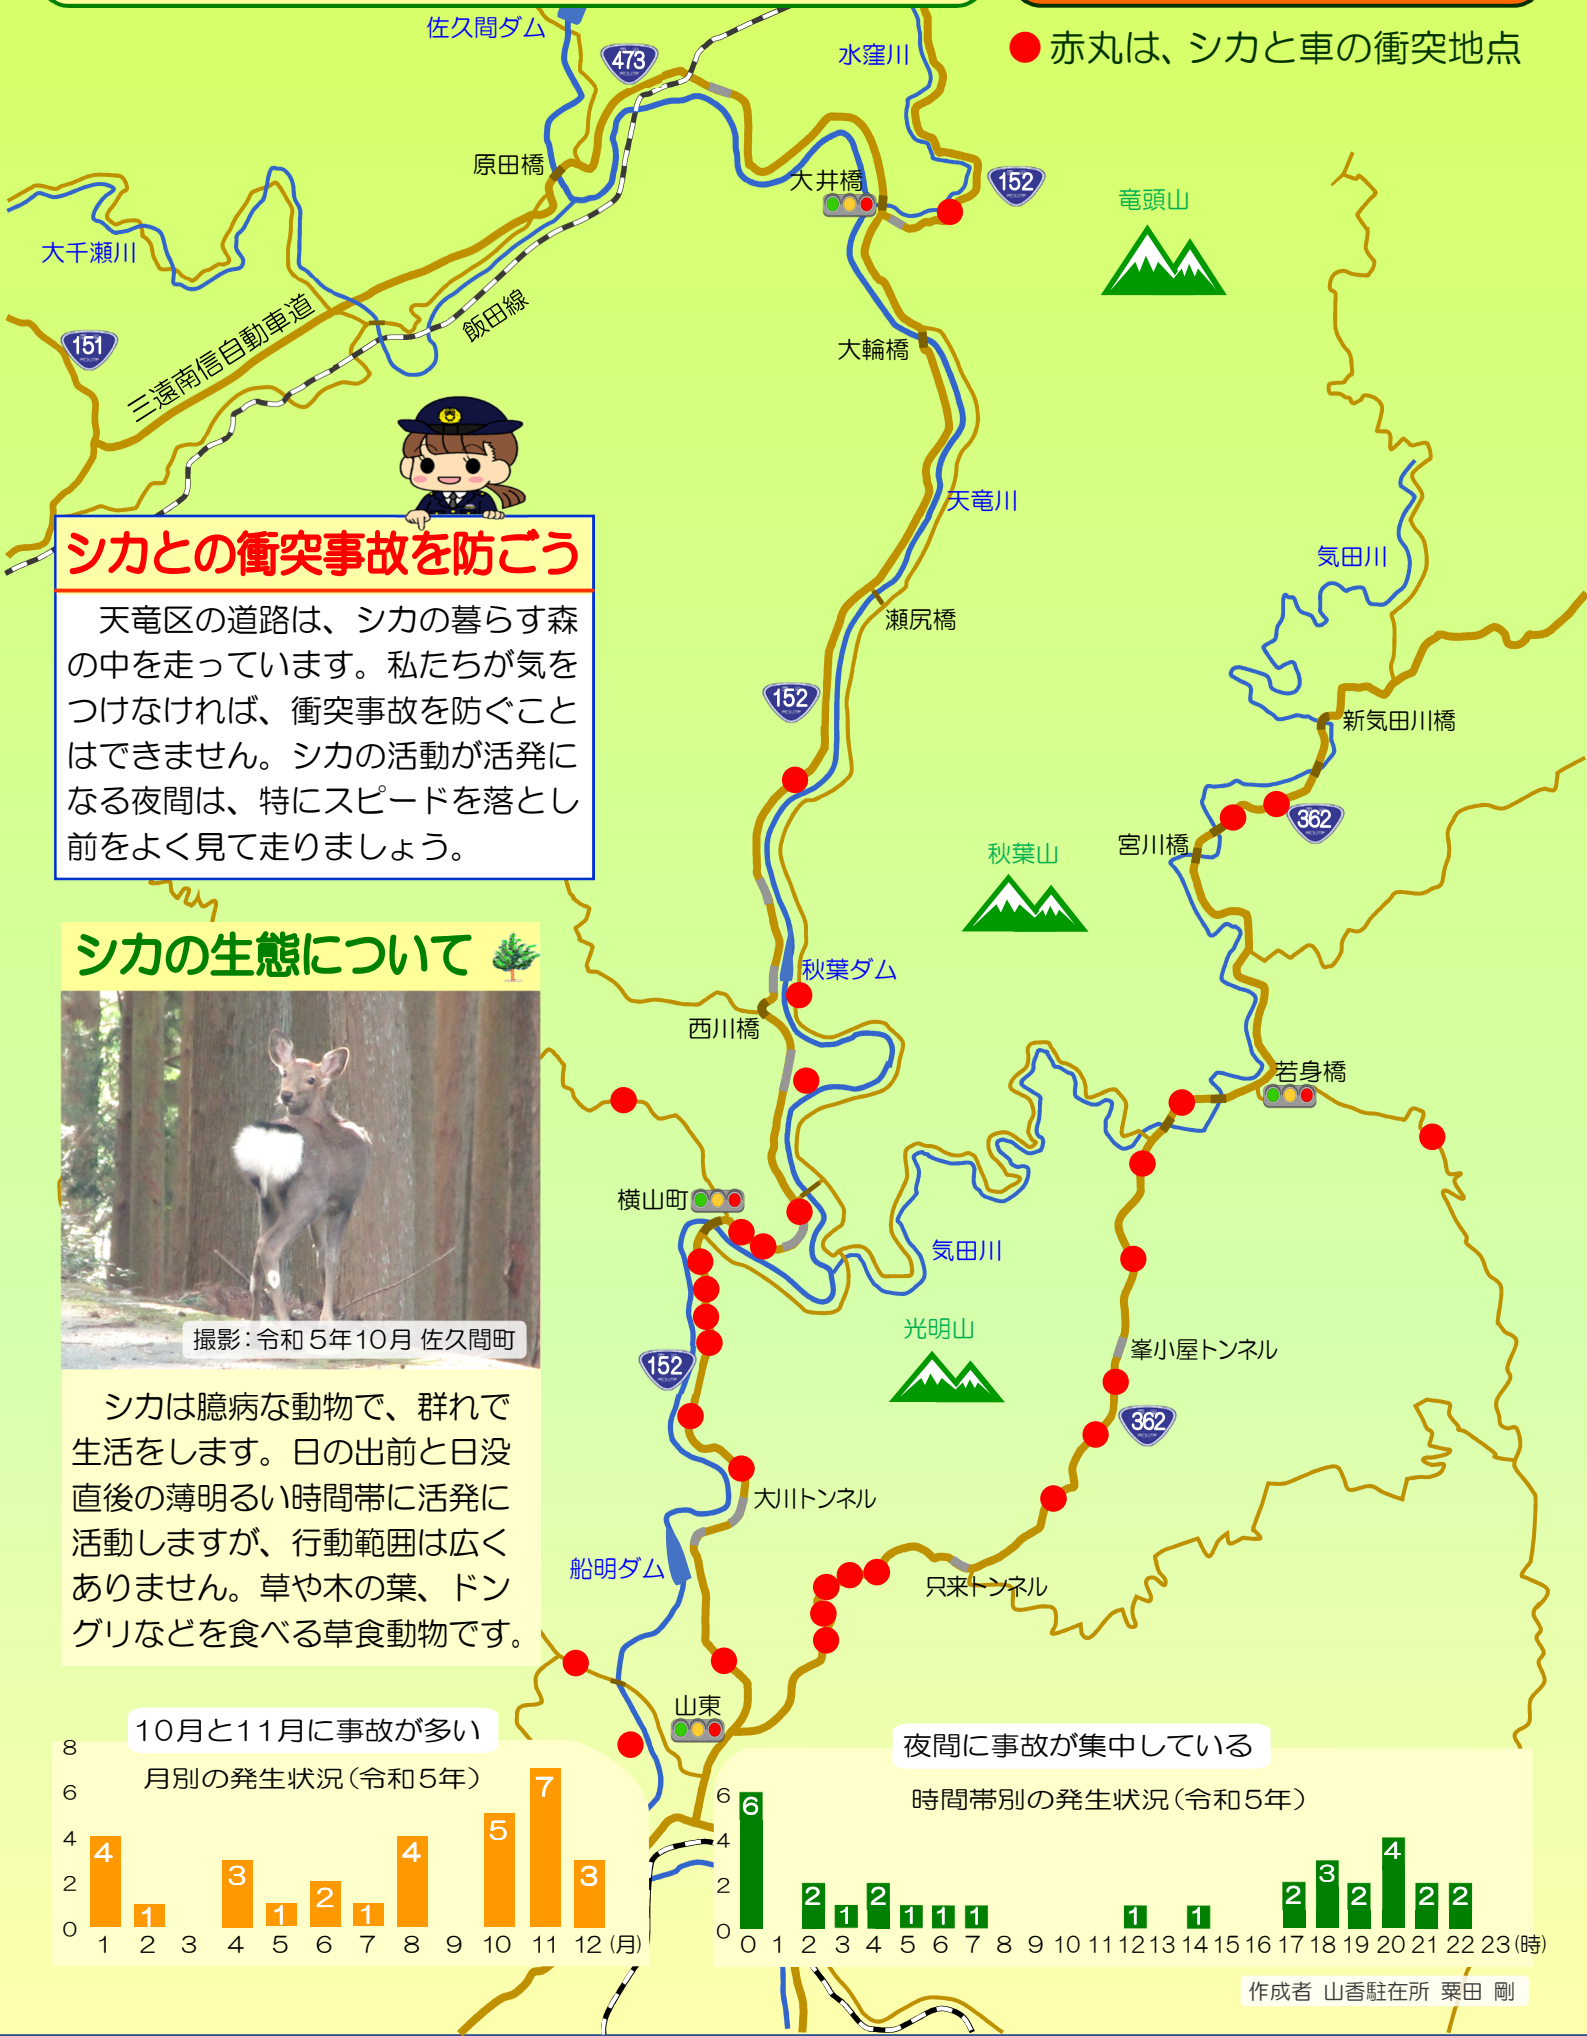 佐久間ダム
473
水窪川
赤丸は、シカと車の衝突地点
原田橋
大井橋
152
竜頭山
大千瀬川
三遠南信自動車道
飯田線
151
大輪橋
天竜川
気田川
シカとの衝突事故を防ごう
天竜区の道路は、シカの暮らす森
の中を走っています。私たちが気を
つけなければ、衝突事故を防ぐこと
はできません。シカの活動が活発に
なる夜間は、特にスピードを落とし
前をよく見て走りましょう。
瀬尻橋
152
新気田川橋
362
宮川橋
秋葉山
シカの生態について
秋葉ダム
西川橋
若身橋
横山町
気田川
撮影:令和5年10月 佐久間町
光明山
152
峯小屋トンネル
362
シカは臆病な動物で、群れで
生活をします。日の出前と日没
直後の薄明るい時間帯に活発に
活動しますが、行動範囲は広く
ありません。草や木の葉、ドン
グリなどを食べる草食動物です。
大川トンネル
船明ダム
只来トンネル
山東
10月と11月に事故が多い
月別の発生状況(令和5年)
8
6
4
2
0
4 1 3 1 2 1 4 5 7 3
1 2 3 4 5 6 7 8 9 10 11 12 (月)
夜間に事故が集中している
時間帯別の発生状況(令和5年)
6
4
2
0
6 2 1 2 1 1 1 1 1 2 3 2 4 2 2
0 1 2 3 4 5 6 7 8 9 10 11 12 13 14 15 16 17 18 19 20 21 22 23 (時)
作成者 山香駐在所 粟田 剛